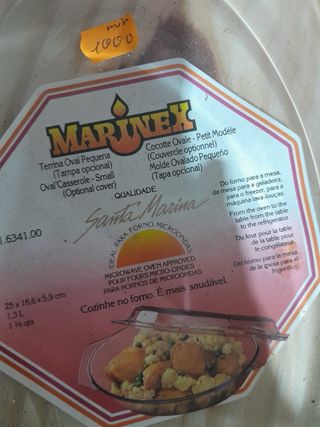 PVP
1000
MARINEX
Terrina Oval Pequena
(Tampa opcional)
Oval Casserole - Small
(Optional cover)
Cocotte Ovale - Petit Modèle
(Couvercle optionnel)
Molde Ovalado Pequeño
(Tapa opcional)
QUALIDADE
Santa Marina
1.6341.00
IDEAL PARA FORNO MICROONDAS
MICROWAVE OVEN APPROVED
POUR FOURS MICRO-ONDES
PARA HORNOS DE MICROONDAS
Do forno para a mesa,
da mesa para a geladeira,
para o freezer, para a
máquina lava-louças.
From the oven to the
table from the table
to the refrigerator.
Du four pour la table
de la table pour
le congélateur.
Del horno para la mesa
de la mesa para el
frigorífico.
25 x 16,6 x 5,9 cm
1,3 L
1 ⅜ qts
Cozinhe no forno. É mais saudável.